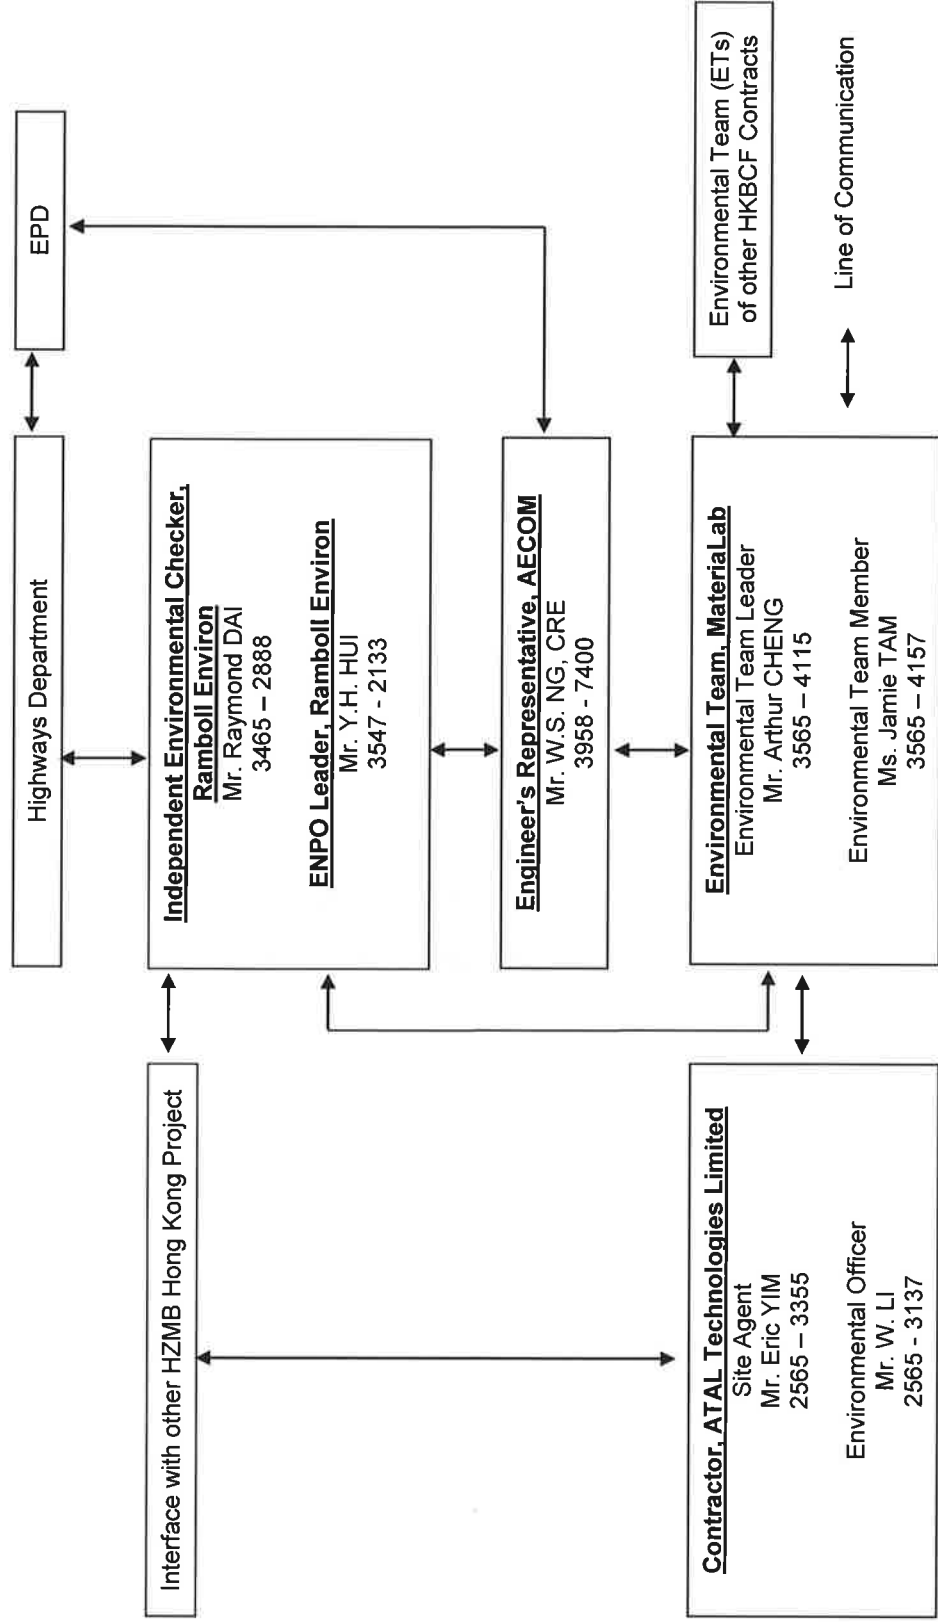 Highways Department
EPD
Interface with other HZMB Hong Kong Project
Independent Environmental Checker,
Ramboll Environ
Mr. Raymond DAI
3465 – 2888
ENPO Leader, Ramboll Environ
Mr. Y.H. HUI
3547 - 2133
Engineer's Representative, AECOM
Mr. W.S. NG, CRE
3958 - 7400
Contractor, ATAL Technologies Limited
Site Agent
Mr. Eric YIM
2565 – 3355
Environmental Officer
Mr. W. LI
2565 - 3137
Environmental Team, MateriaLab
Environmental Team Leader
Mr. Arthur CHENG
3565 – 4115
Environmental Team Member
Ms. Jamie TAM
3565 – 4157
Environmental Team (ETs)
of other HKBCF Contracts
Line of Communication